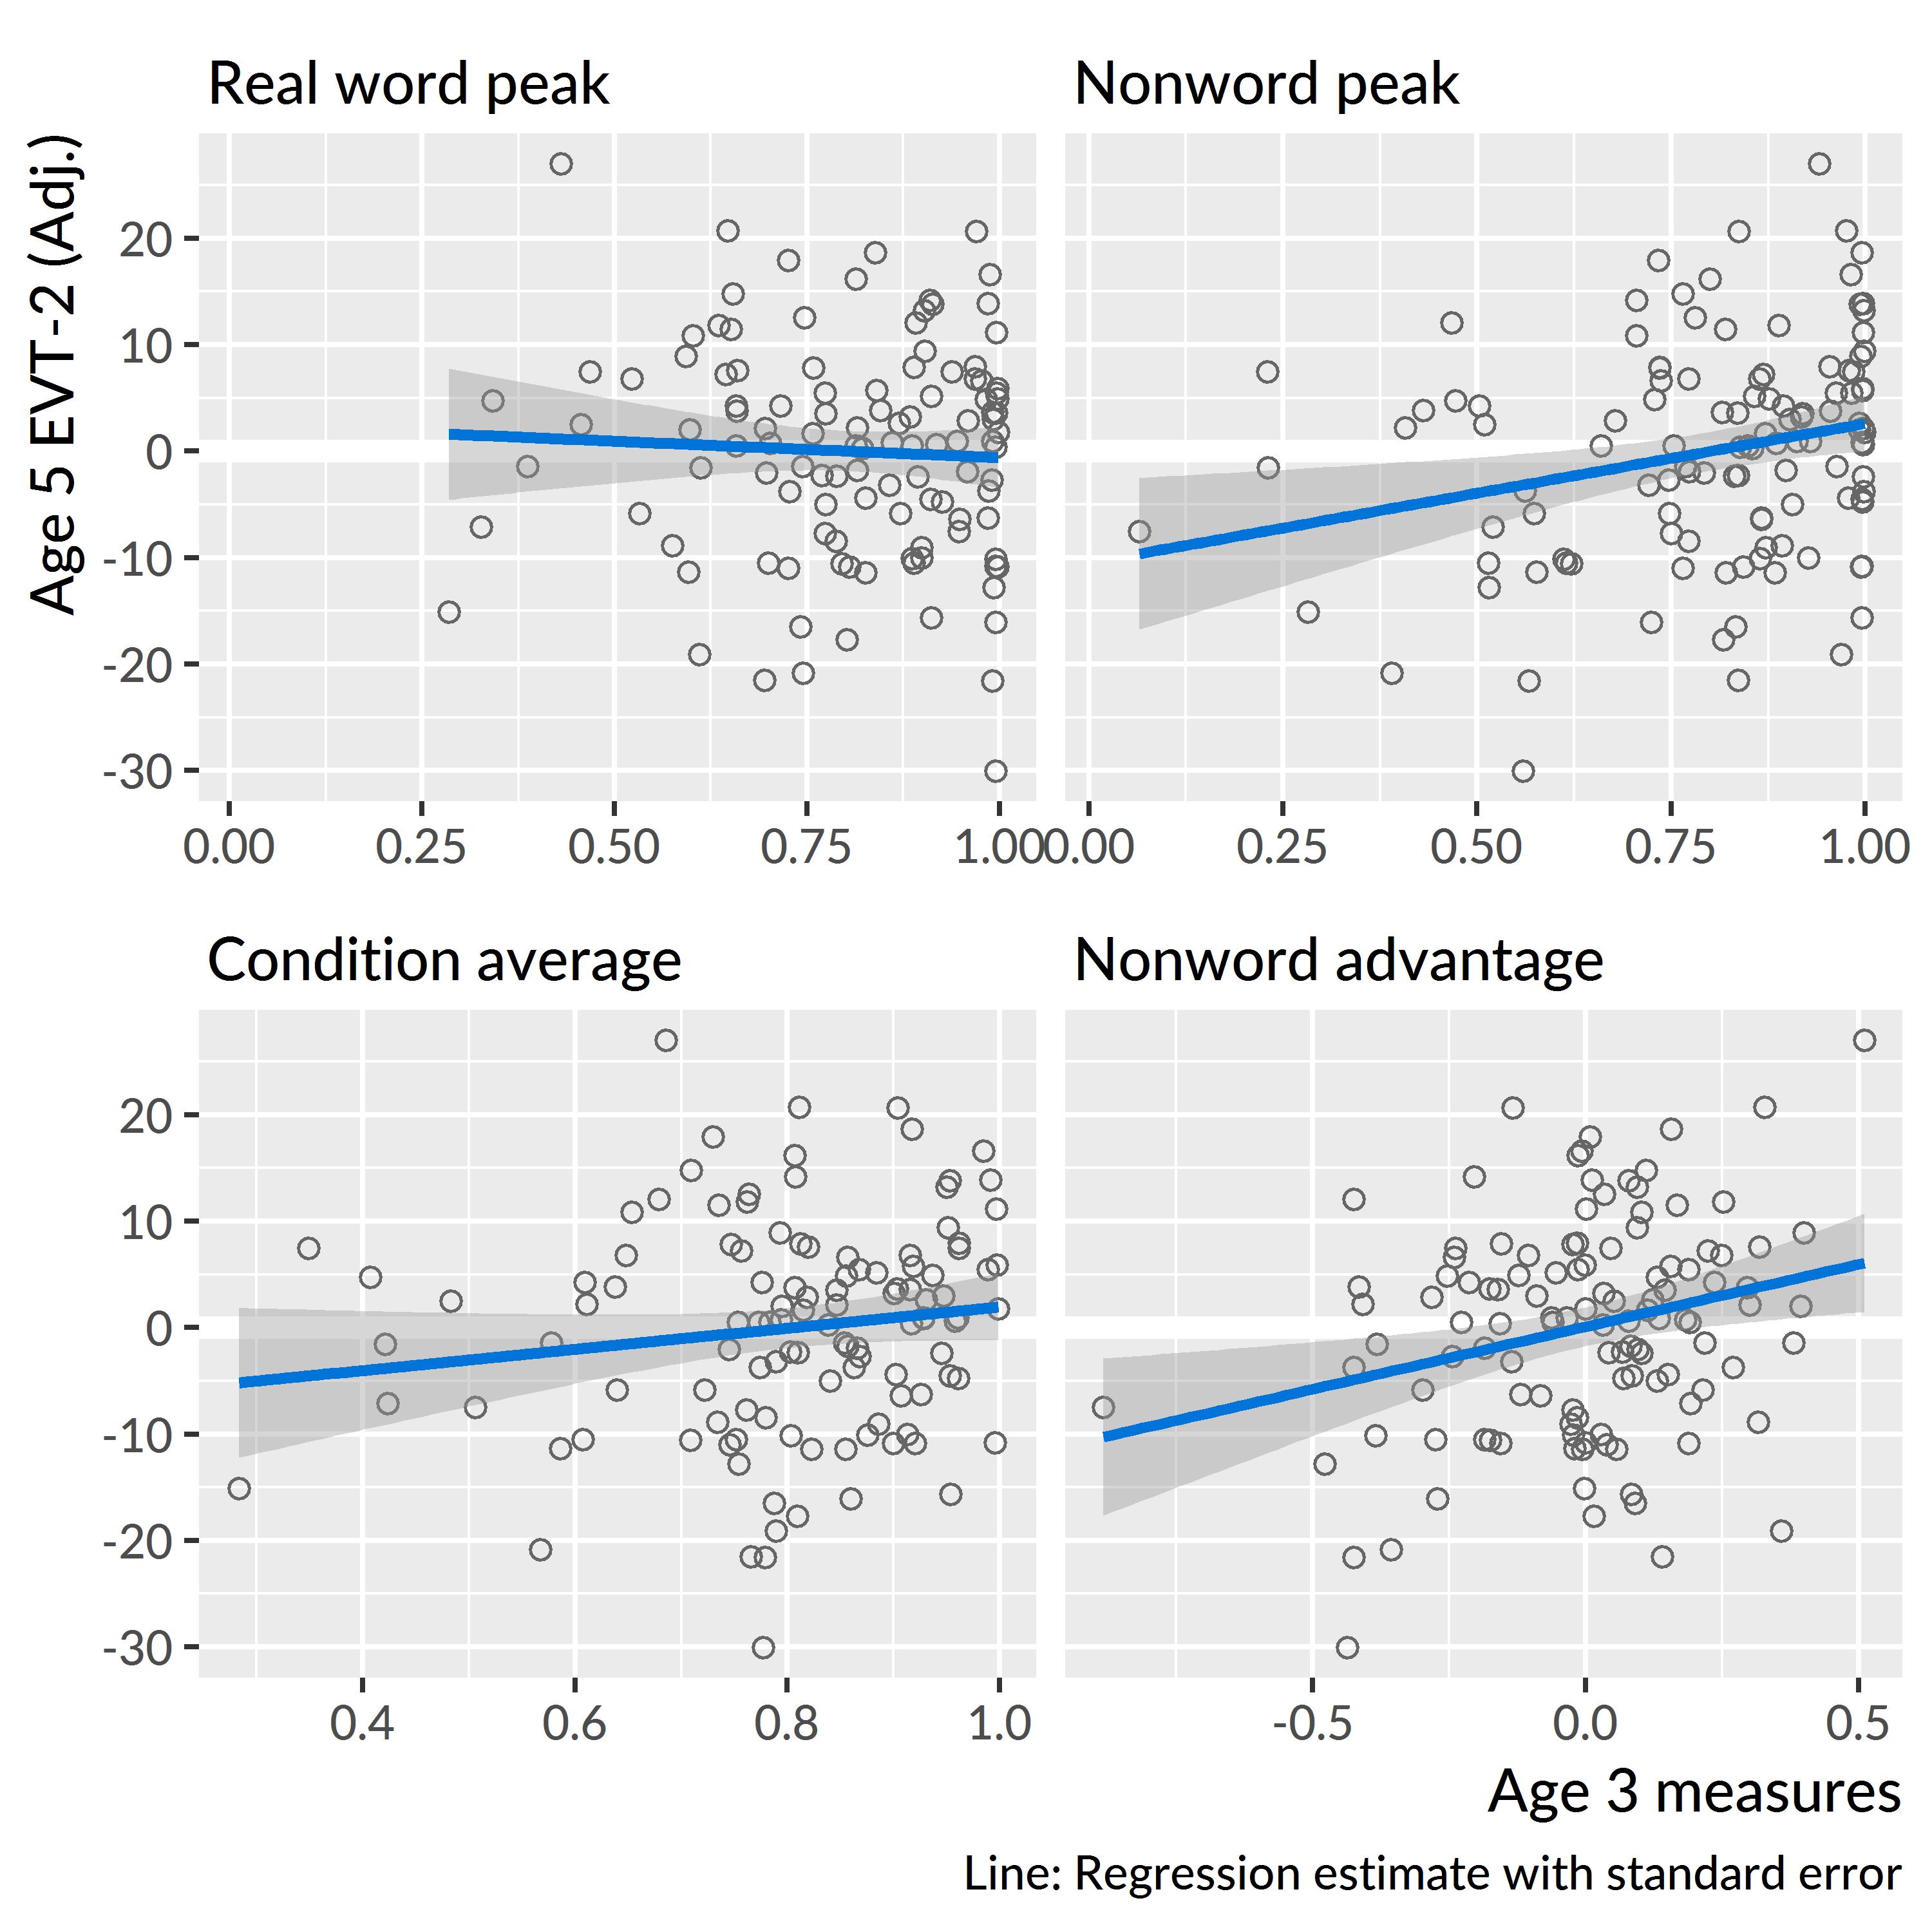 Real word peak
Nonword peak
Age 5 EVT-2 (Adj.)
20
10
0
-10
-20
-30
0.00 0.25 0.50 0.75 1.00
0.00 0.25 0.50 0.75 1.00
Condition average
Nonword advantage
20
10
0
-10
-20
-30
0.4 0.6 0.8 1.0
-0.5 0.0 0.5
Age 3 measures
Line: Regression estimate with standard error